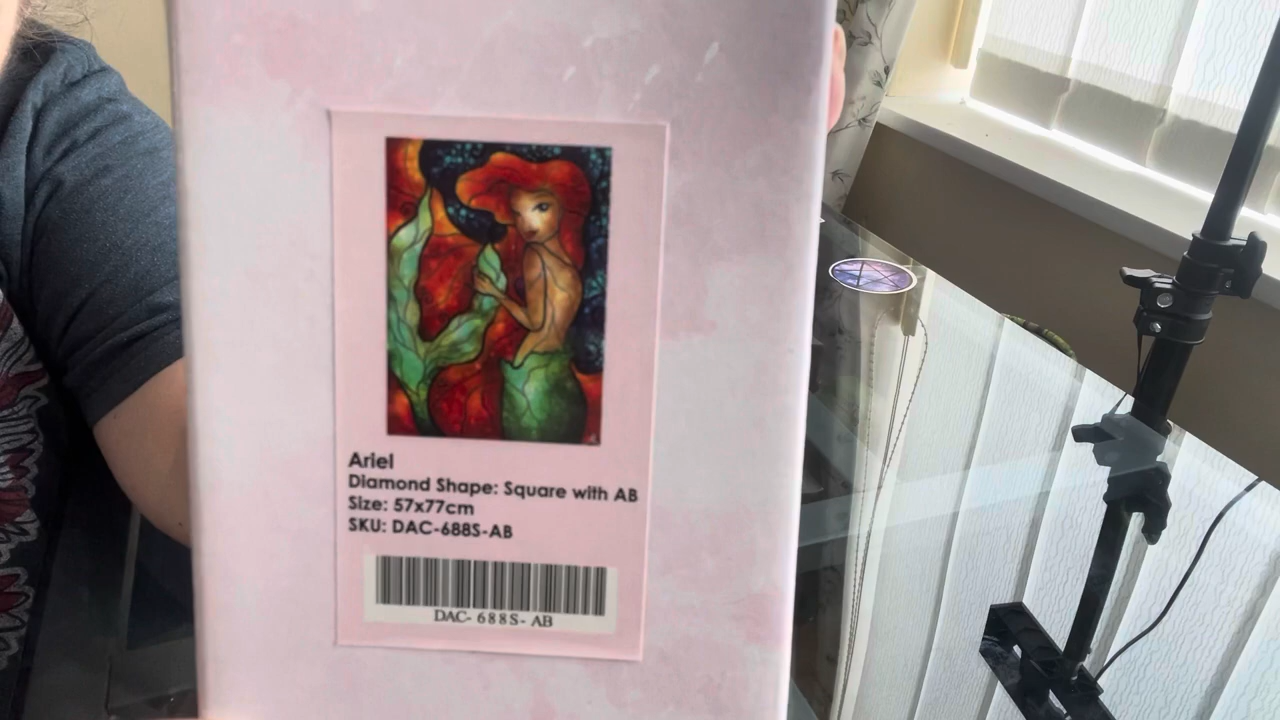 Ariel
Diamond Shape: Square with AB
Size: 57x77cm
SKU: DAC-688S-AB
DAC- 688S- AB